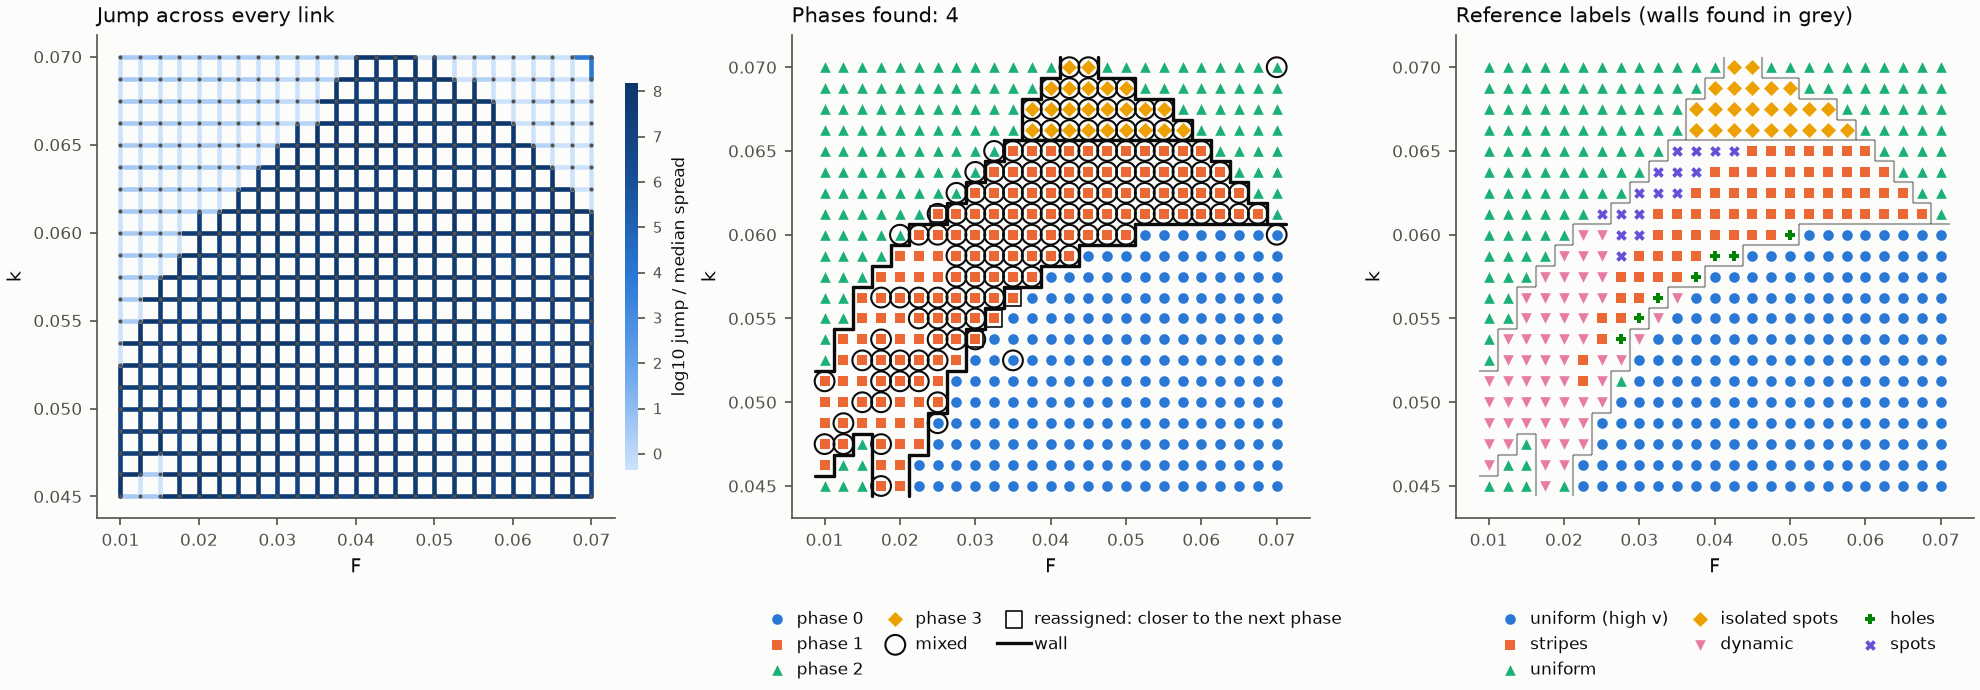 Jump across every link
0.070
0.065
0.060
0.055
0.050
0.045
k
0.01 0.02 0.03 0.04 0.05 0.06 0.07
F
8
7
6
5
4
3
2
1
0
log10 jump / median spread
Phases found: 4
0.070
0.065
0.060
0.055
0.050
0.045
k
0.01 0.02 0.03 0.04 0.05 0.06 0.07
F
phase 0
phase 1
phase 2
phase 3
mixed
reassigned: closer to the next phase
wall
Reference labels (walls found in grey)
0.070
0.065
0.060
0.055
0.050
0.045
k
0.01 0.02 0.03 0.04 0.05 0.06 0.07
F
uniform (high v)
stripes
uniform
isolated spots
dynamic
holes
spots